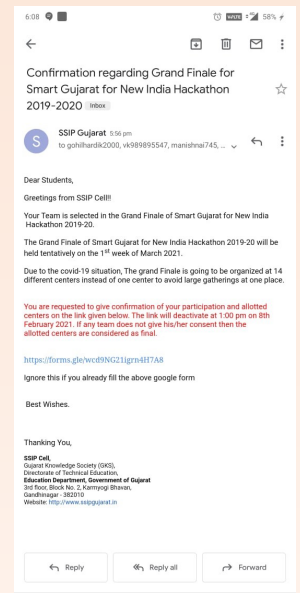 6:08
VoLTE 58%
Confirmation regarding Grand Finale for
Smart Gujarat for New India Hackathon
2019-2020 Inbox
S
SSIP Gujarat 5:56 pm
to gohilhardik2000, vk989895547, manishnai745, ...
Dear Students,
Greetings from SSIP Cell!!
Your Team is selected in the Grand Finale of Smart Gujarat for New India
Hackathon 2019-20.
The Grand Finale of Smart Gujarat for New India Hackathon 2019-20 will be
held tentatively on the 1st week of March 2021.
Due to the covid-19 situation, The grand Finale is going to be organized at 14
different centers instead of one center to avoid large gatherings at one place.
You are requested to give confirmation of your participation and allotted
centers on the link given below. The link will deactivate at 1:00 pm on 8th
February 2021. If any team does not give his/her consent then the
allotted centers are considered as final.
https://forms.gle/wcd9NG21igrn4H7A8
Ignore this if you already fill the above google form
Best Wishes.
Thanking You,
SSIP Cell,
Gujarat Knowledge Society (GKS),
Directorate of Technical Education,
Education Department, Government of Gujarat
3rd floor, Block No. 2, Karmyogi Bhavan,
Gandhinagar - 382010
Website: http://www.ssipgujarat.in
Reply
Reply all
Forward